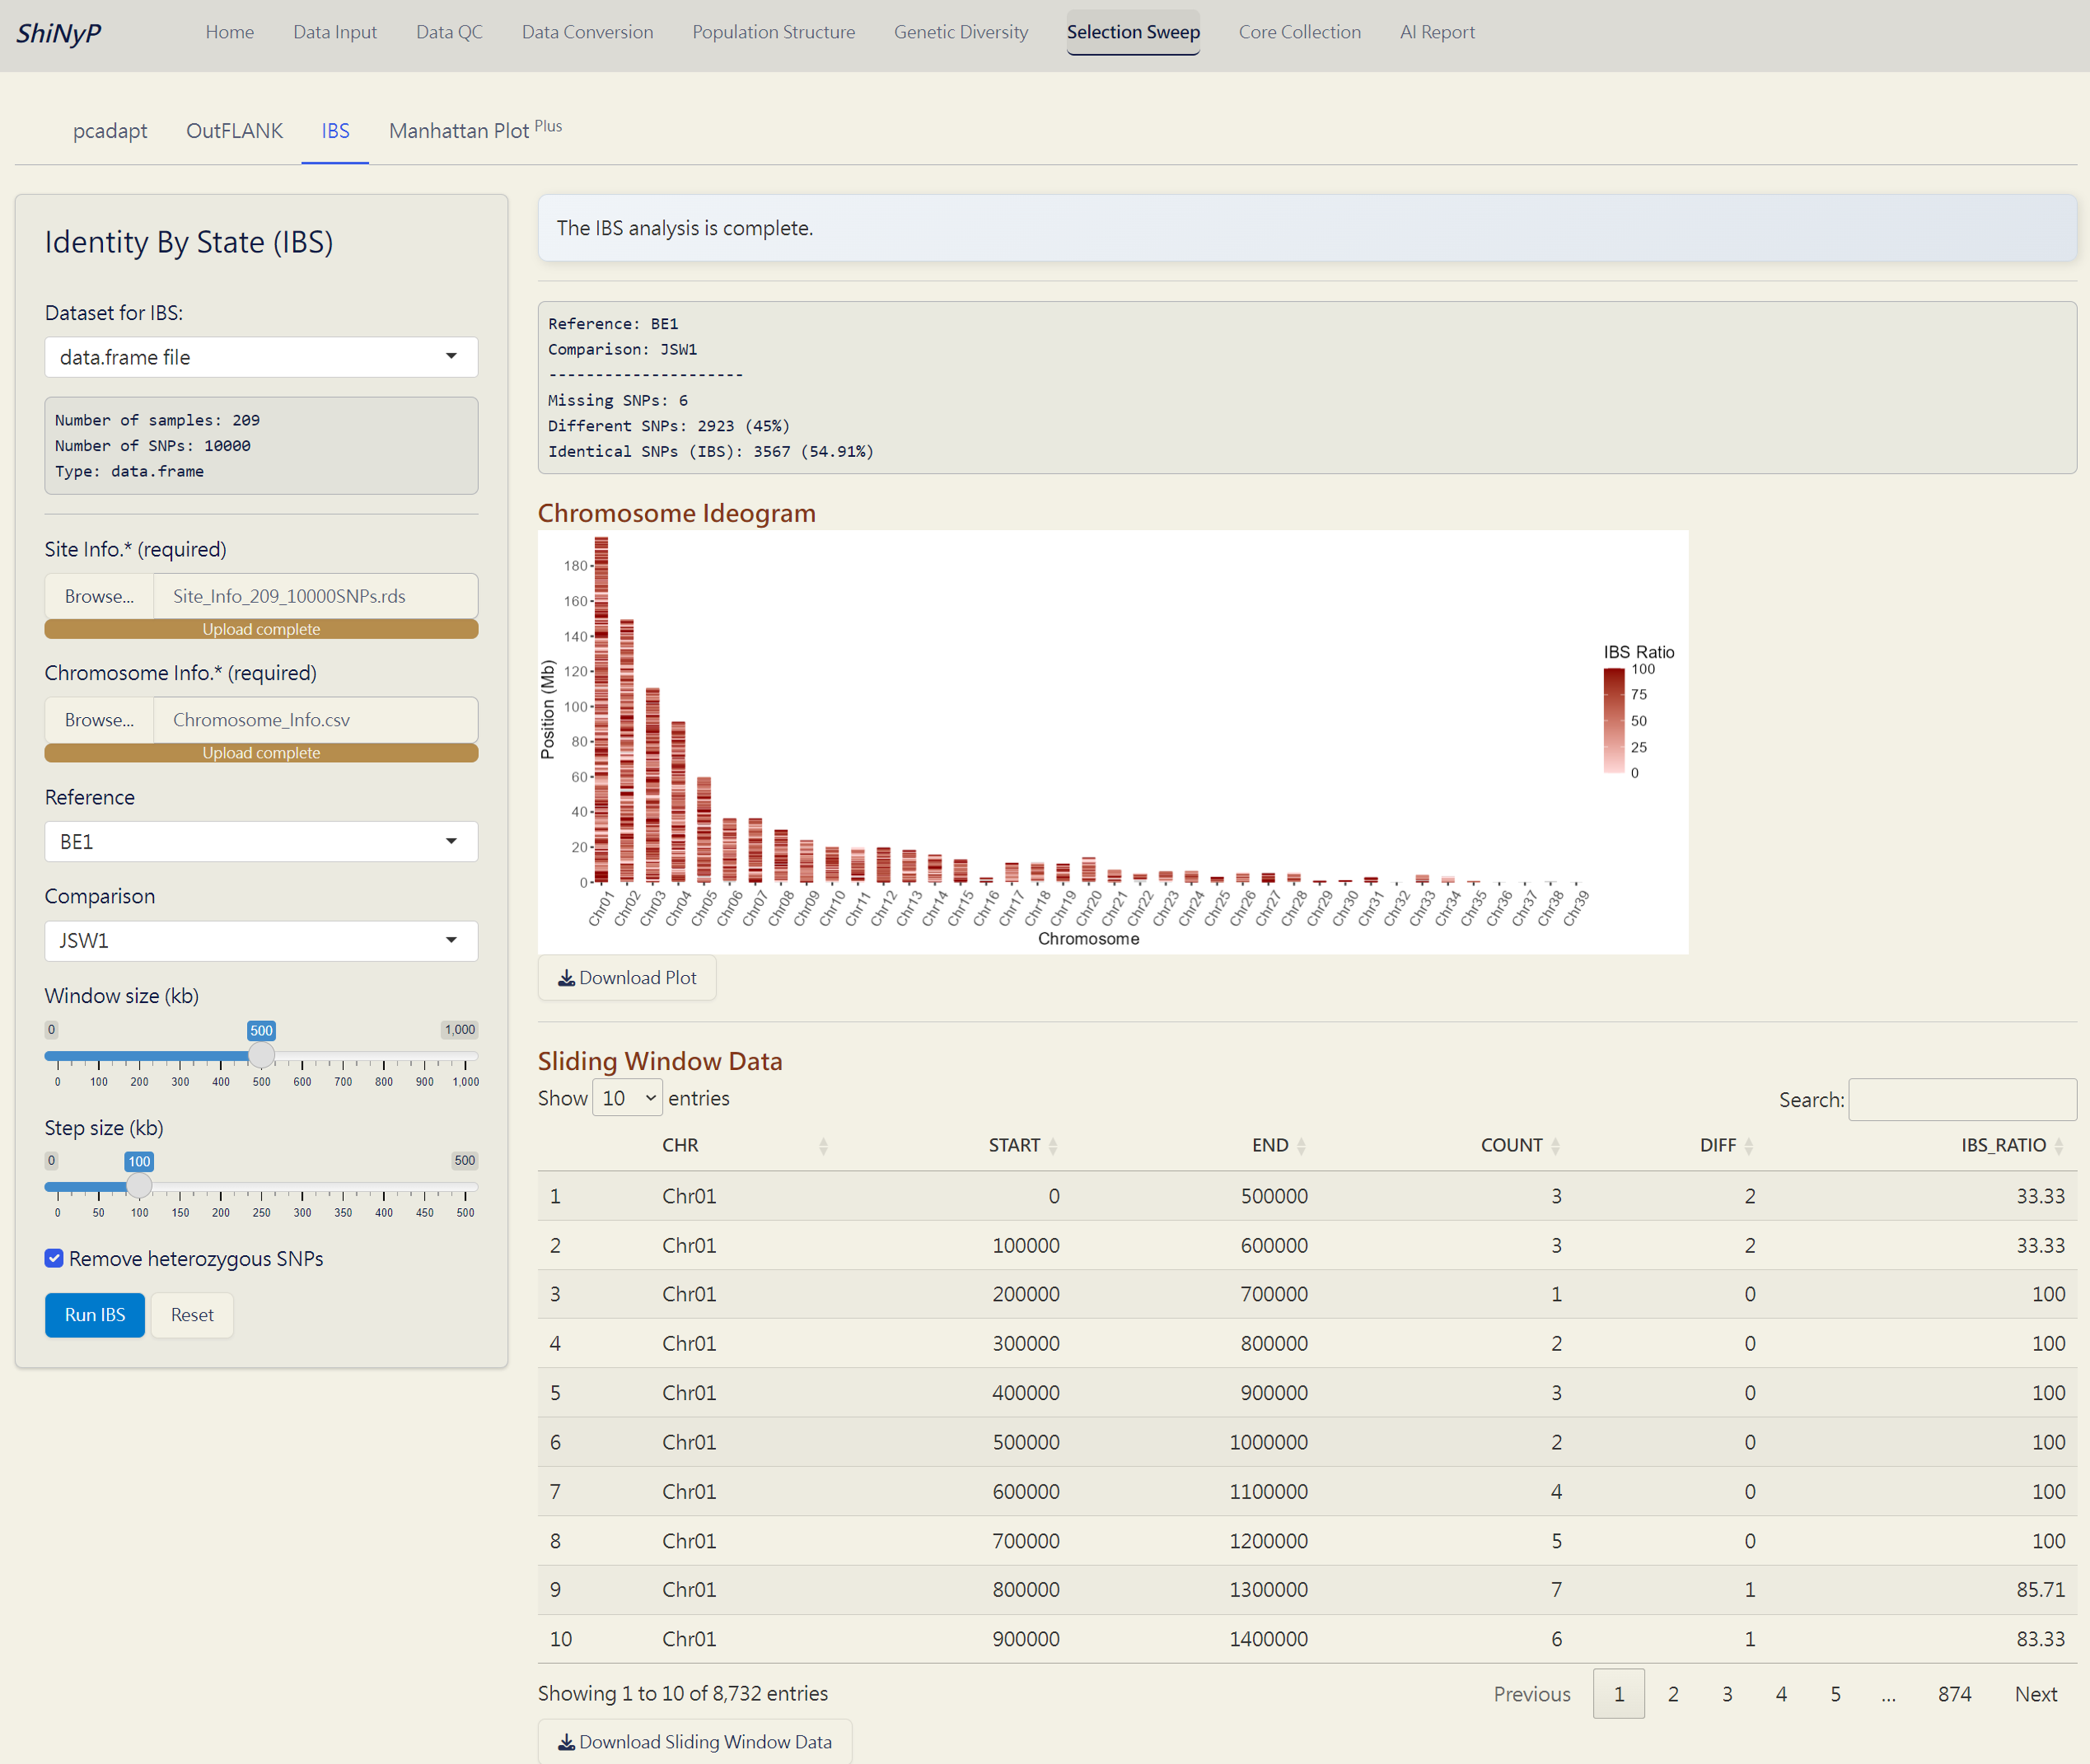 ShiNyP
Home Data Input Data QC Data Conversion Population Structure Genetic Diversity Selection Sweep Core Collection AI Report
pcadapt OutFLANK IBS Manhattan Plot Plus
Identity By State (IBS)
Dataset for IBS:
data.frame file
Number of samples: 209
Number of SNPs: 10000
Type: data.frame
Site Info.* (required)
Browse... Site_Info_209_10000SNPs.rds
Upload complete
Chromosome Info.* (required)
Browse... Chromosome_Info.csv
Upload complete
Reference
BE1
Comparison
JSW1
Window size (kb)
0 500 1,000
0 100 200 300 400 500 600 700 800 900 1,000
Step size (kb)
0 100 500
0 50 100 150 200 250 300 350 400 450 500
Remove heterozygous SNPs
Run IBS Reset
The IBS analysis is complete.
Reference: BE1
Comparison: JSW1
---------------------
Missing SNPs: 6
Different SNPs: 2923 (45%)
Identical SNPs (IBS): 3567 (54.91%)
Chromosome Ideogram
Position (Mb)
180
160
140
120
100
80
60
40
20
0
Chr01 Chr02 Chr03 Chr04 Chr05 Chr06 Chr07 Chr08 Chr09 Chr10 Chr11 Chr12 Chr13 Chr14 Chr15 Chr16 Chr17 Chr18 Chr19 Chr20 Chr21 Chr22 Chr23 Chr24 Chr25 Chr26 Chr27 Chr28 Chr29 Chr30 Chr31 Chr32 Chr33 Chr34 Chr35 Chr36 Chr37 Chr38 Chr39
Chromosome
IBS Ratio
100
75
50
25
0
Download Plot
Sliding Window Data
Show 10 entries
Search:
CHR START END COUNT DIFF IBS_RATIO
1 Chr01 0 500000 3 2 33.33
2 Chr01 100000 600000 3 2 33.33
3 Chr01 200000 700000 1 0 100
4 Chr01 300000 800000 2 0 100
5 Chr01 400000 900000 3 0 100
6 Chr01 500000 1000000 2 0 100
7 Chr01 600000 1100000 4 0 100
8 Chr01 700000 1200000 5 0 100
9 Chr01 800000 1300000 7 1 85.71
10 Chr01 900000 1400000 6 1 83.33
Showing 1 to 10 of 8,732 entries
Previous 1 2 3 4 5 ... 874 Next
Download Sliding Window Data